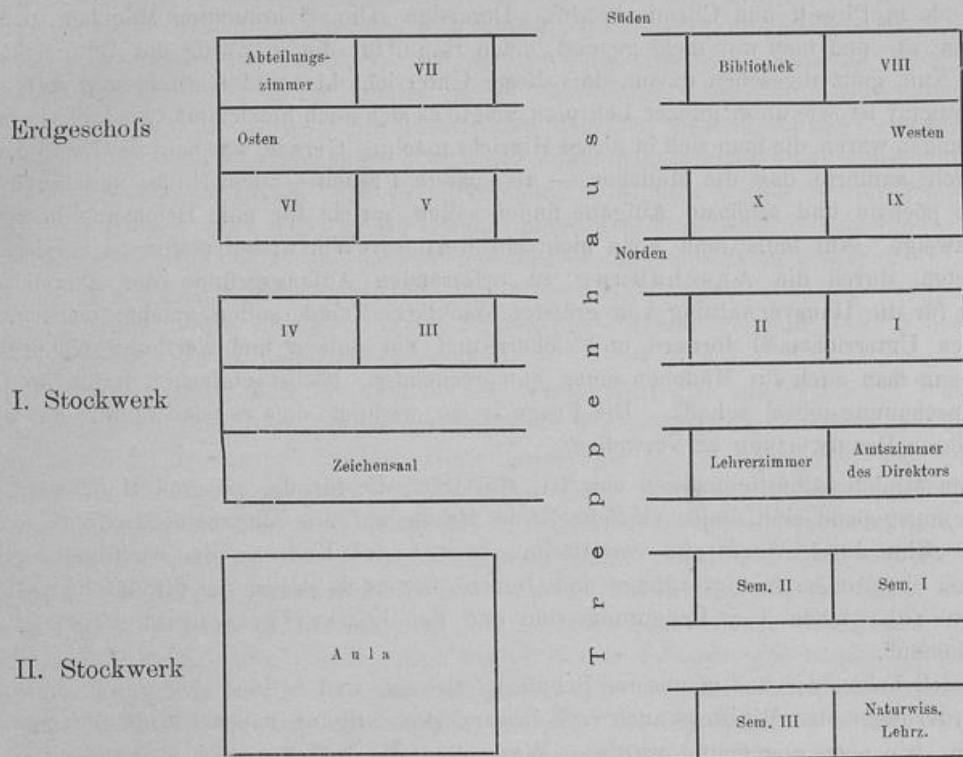 Süden
Abteilungs-
zimmer
VII
Bibliothek
VIII
Erdgeschoſs
Osten
Westen
VI
V
X
IX
Norden
Treppenhaus
IV
III
II
I
I. Stockwerk
Zeichensaal
Lehrerzimmer
Amtszimmer
des Direktors
Sem. II
Sem. I
Aula
II. Stockwerk
Sem. III
Naturwiss.
Lehrz.